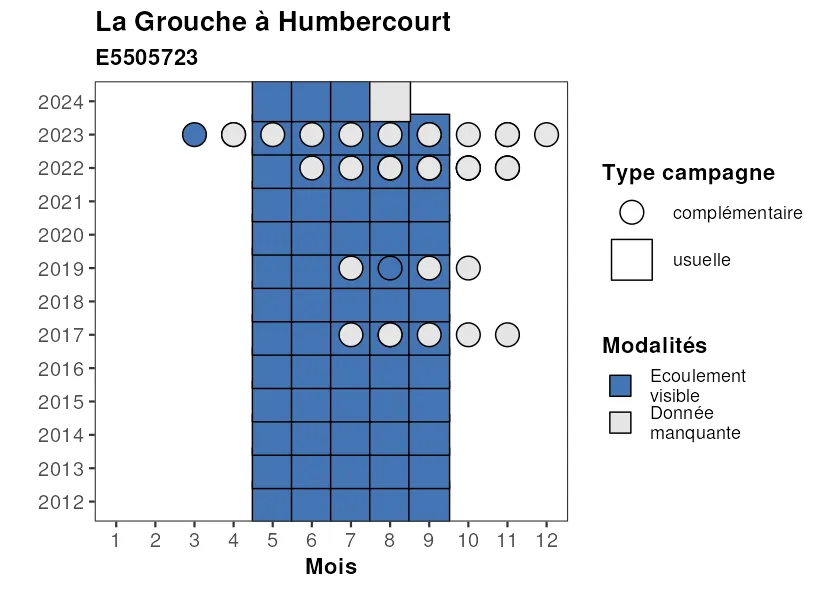 La Grouche à Humbercourt
E5505723
2024
2023
2022
2021
2020
2019
2018
2017
2016
2015
2014
2013
2012
1 2 3 4 5 6 7 8 9 10 11 12
Mois
Type campagne
complémentaire
usuelle
Modalités
Ecoulement
visible
Donnée
manquante